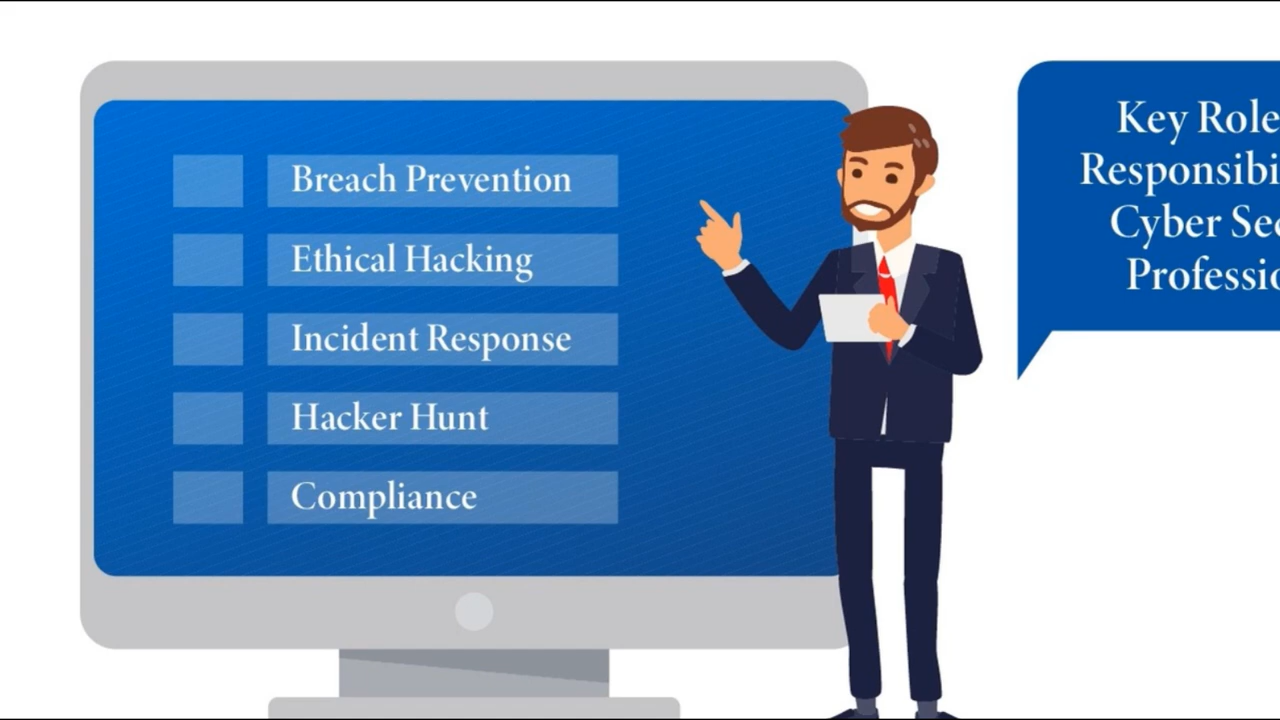 Breach Prevention
Ethical Hacking
Incident Response
Hacker Hunt
Compliance
Key Role
Responsibi
Cyber Sec
Professio